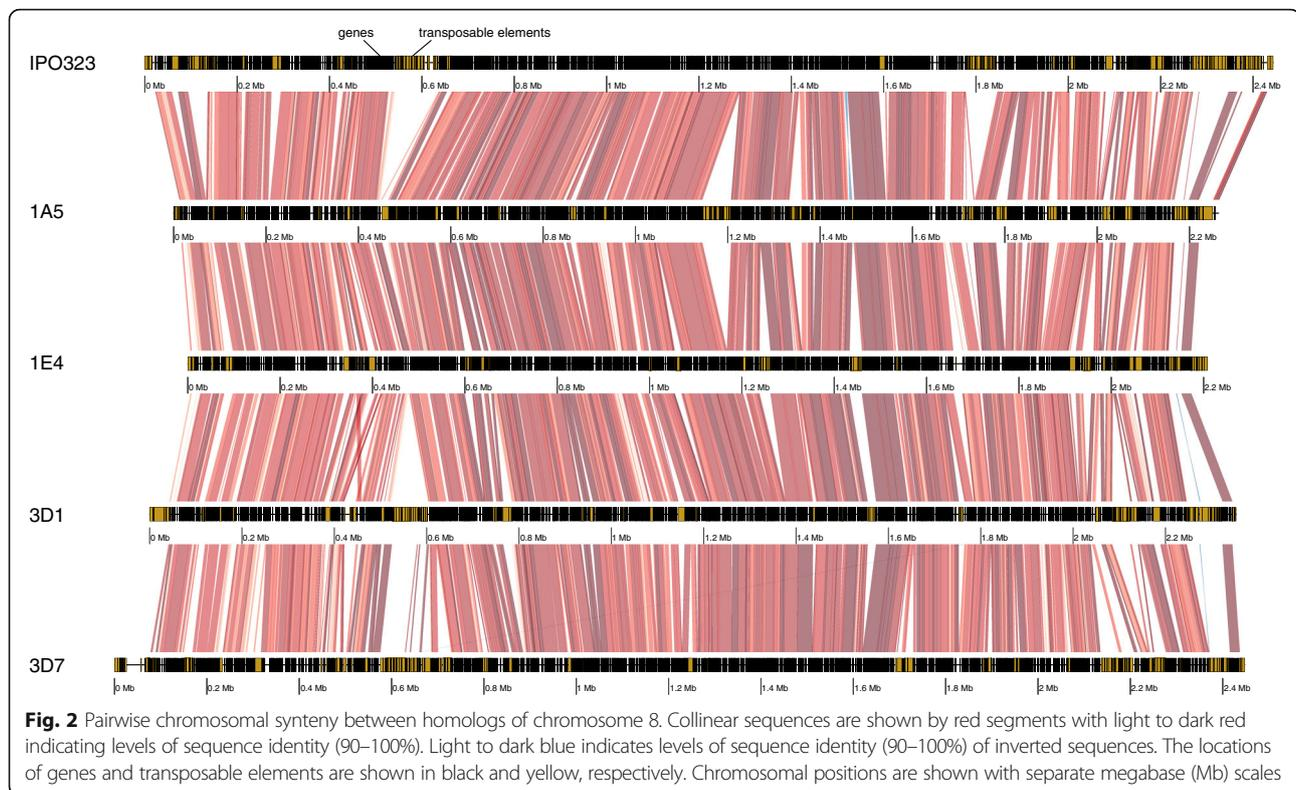 genes transposable elements
IPO323
0 Mb 0.2 Mb 0.4 Mb 0.6 Mb 0.8 Mb 1 Mb 1.2 Mb 1.4 Mb 1.6 Mb 1.8 Mb 2 Mb 2.2 Mb 2.4 Mb
1A5
0 Mb 0.2 Mb 0.4 Mb 0.6 Mb 0.8 Mb 1 Mb 1.2 Mb 1.4 Mb 1.6 Mb 1.8 Mb 2 Mb 2.2 Mb
1E4
0 Mb 0.2 Mb 0.4 Mb 0.6 Mb 0.8 Mb 1 Mb 1.2 Mb 1.4 Mb 1.6 Mb 1.8 Mb 2 Mb 2.2 Mb
3D1
0 Mb 0.2 Mb 0.4 Mb 0.6 Mb 0.8 Mb 1 Mb 1.2 Mb 1.4 Mb 1.6 Mb 1.8 Mb 2 Mb 2.2 Mb
3D7
0 Mb 0.2 Mb 0.4 Mb 0.6 Mb 0.8 Mb 1 Mb 1.2 Mb 1.4 Mb 1.6 Mb 1.8 Mb 2 Mb 2.2 Mb 2.4 Mb
Fig. 2 Pairwise chromosomal synteny between homologs of chromosome 8. Collinear sequences are shown by red segments with light to dark red
indicating levels of sequence identity (90–100%). Light to dark blue indicates levels of sequence identity (90–100%) of inverted sequences. The locations
of genes and transposable elements are shown in black and yellow, respectively. Chromosomal positions are shown with separate megabase (Mb) scales